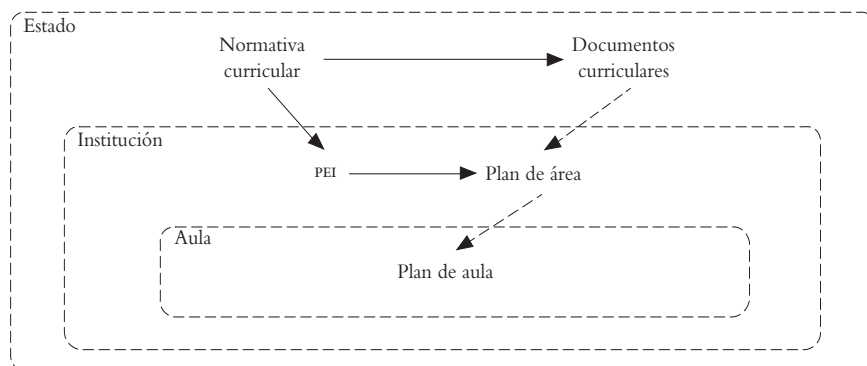 Estado
Normativa
curricular
Documentos
curriculares
Institución
PEI
Plan de área
Aula
Plan de aula